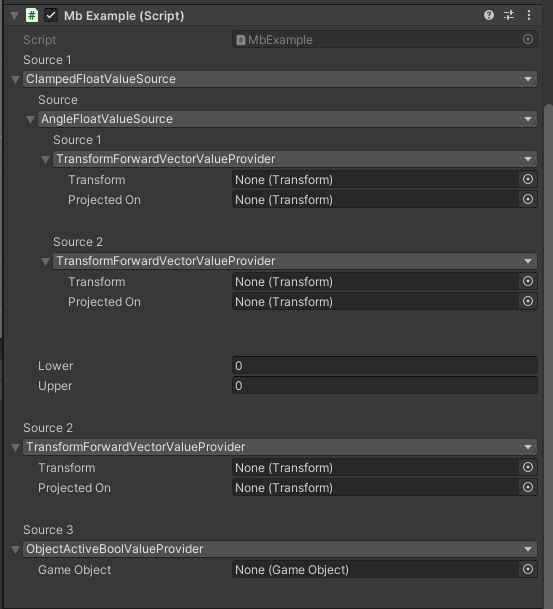 Mb Example (Script)
Script MbExample
Source 1
ClampedFloatValueSource
Source
AngleFloatValueSource
Source 1
TransformForwardVectorValueProvider
Transform None (Transform)
Projected On None (Transform)
Source 2
TransformForwardVectorValueProvider
Transform None (Transform)
Projected On None (Transform)
Lower 0
Upper 0
Source 2
TransformForwardVectorValueProvider
Transform None (Transform)
Projected On None (Transform)
Source 3
ObjectActiveBoolValueProvider
Game Object None (Game Object)